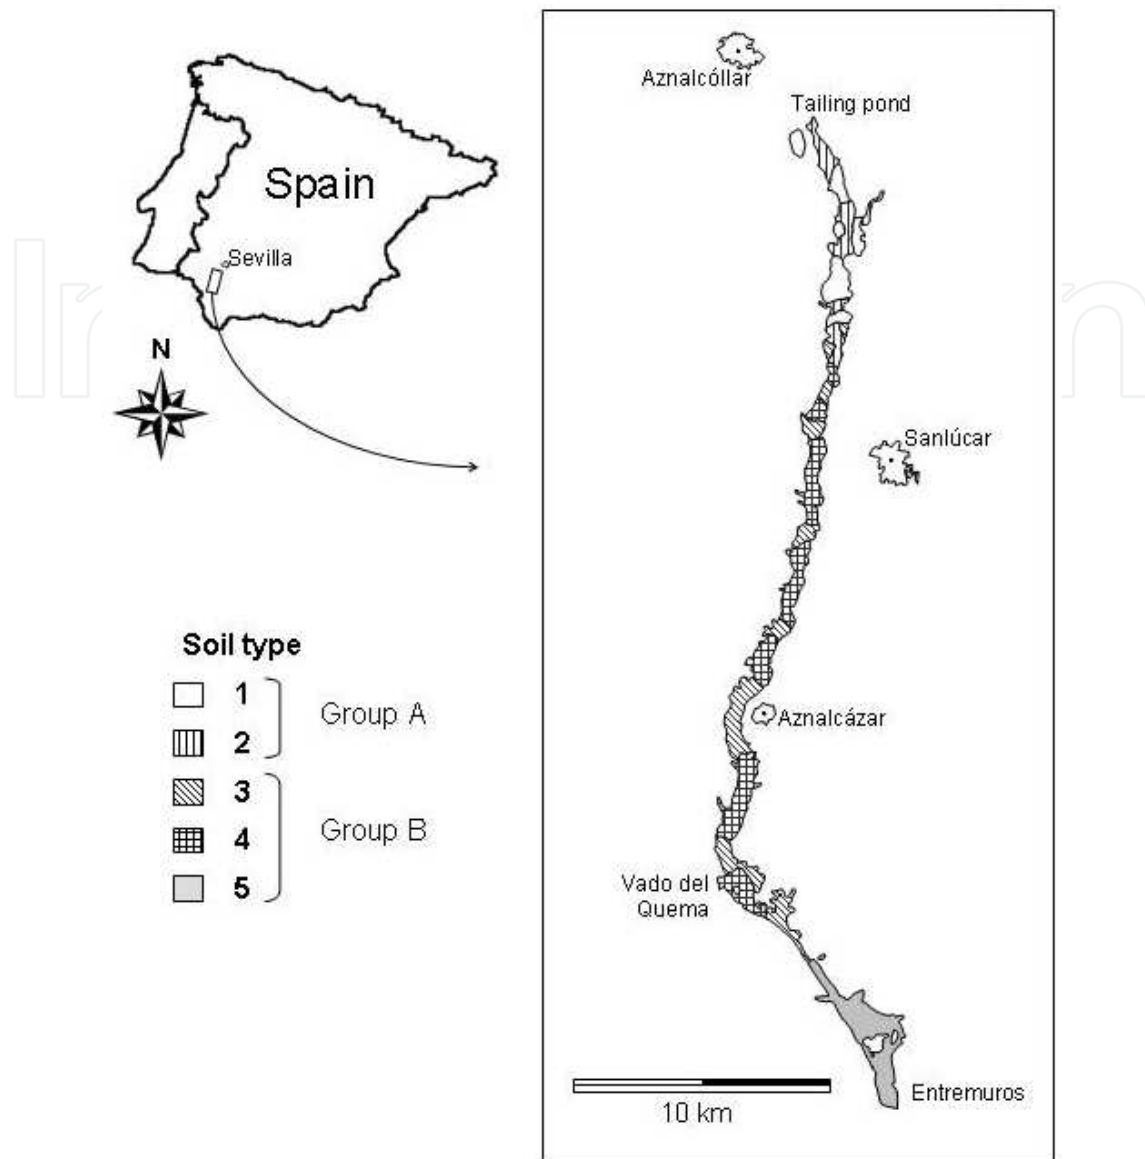 Spain
Sevilla
N
Soil type
1
2
Group A
3
4
5
Group B
Aznalcóllar
Tailing pond
Sanlúcar
Aznalcázar
Vado del
Quema
Entremuros
10 km